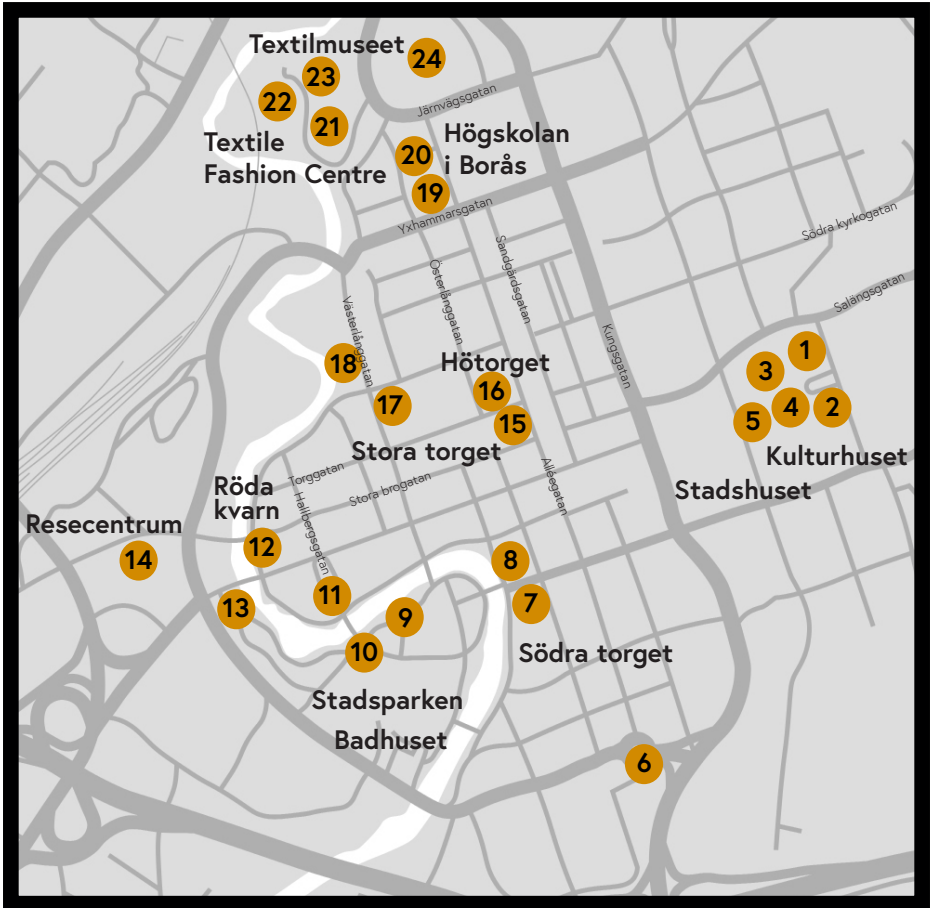 Textilmuseet
24
23
22
21
Järnvägsgatan
Textile
Fashion Centre
Högskolan
i Borås
20
19
Yxhammarsgatan
Södra kyrkogatan
Sandgärdsgatan
Österlånggatan
Salängsgatan
Västerlånggatan
Kungsgatan
18
Hötorget
1
3
16
17
4
2
5
15
Stora torget
Kulturhuset
Torggatan
Stora brogatan
Alléegatan
Stadshuset
Röda
kvarn
Hallbergsgatan
Resecentrum
12
14
8
11
7
13
9
10
Södra torget
Stadsparken
Badhuset
6